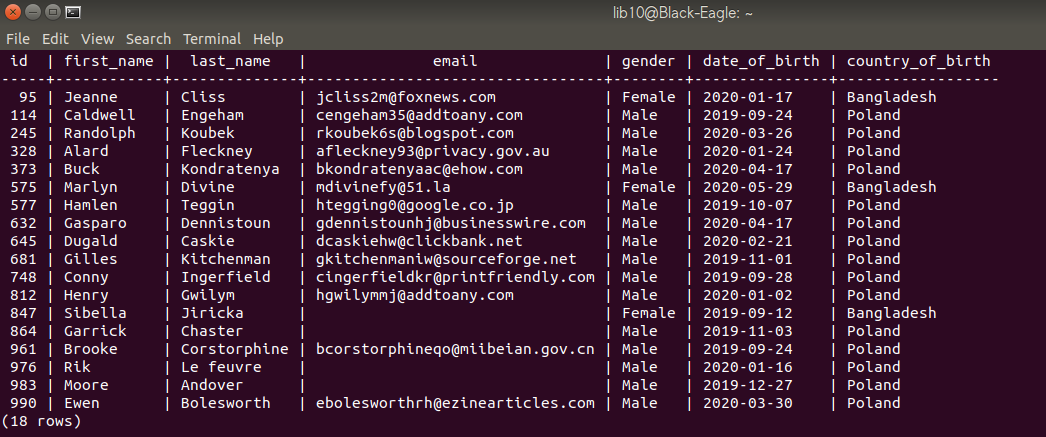 lib10@Black-Eagle: ~
File Edit View Search Terminal Help
 id  | first_name |  last_name   |              email              | gender | date_of_birth | country_of_birth
-----+------------+--------------+---------------------------------+--------+---------------+------------------
  95 | Jeanne     | Cliss        | jcliss2m@foxnews.com            | Female | 2020-01-17    | Bangladesh
 114 | Caldwell   | Engeham      | cengeham35@addtoany.com         | Male   | 2019-09-24    | Poland
 245 | Randolph   | Koubek       | rkoubek6s@blogspot.com          | Male   | 2020-03-26    | Poland
 328 | Alard      | Fleckney     | afleckney93@privacy.gov.au      | Male   | 2020-01-24    | Poland
 373 | Buck       | Kondratenya  | bkondratenyaac@ehow.com         | Male   | 2020-04-17    | Poland
 575 | Marlyn     | Divine       | mdivinefy@51.la                 | Female | 2020-05-29    | Bangladesh
 577 | Hamlen     | Teggin       | htegging0@google.co.jp          | Male   | 2019-10-07    | Poland
 632 | Gasparo    | Dennistoun   | gdennistounhj@businesswire.com  | Male   | 2020-04-17    | Poland
 645 | Dugald     | Caskie       | dcaskiehw@clickbank.net         | Male   | 2020-02-21    | Poland
 681 | Gilles     | Kitchenman   | gkitchenmaniw@sourceforge.net   | Male   | 2019-11-01    | Poland
 748 | Conny      | Ingerfield   | cingerfieldkr@printfriendly.com | Male   | 2019-09-28    | Poland
 812 | Henry      | Gwilym       | hgwilymmj@addtoany.com          | Male   | 2020-01-02    | Poland
 847 | Sibella    | Jiricka      |                                 | Female | 2019-09-12    | Bangladesh
 864 | Garrick    | Chaster      |                                 | Male   | 2019-11-03    | Poland
 961 | Brooke     | Corstorphine | bcorstorphineqo@miibeian.gov.cn | Male   | 2019-09-24    | Poland
 976 | Rik        | Le feuvre    |                                 | Male   | 2020-01-16    | Poland
 983 | Moore      | Andover      |                                 | Male   | 2019-12-27    | Poland
 990 | Ewen       | Bolesworth   | ebolesworthrh@ezinearticles.com | Male   | 2020-03-30    | Poland
(18 rows)